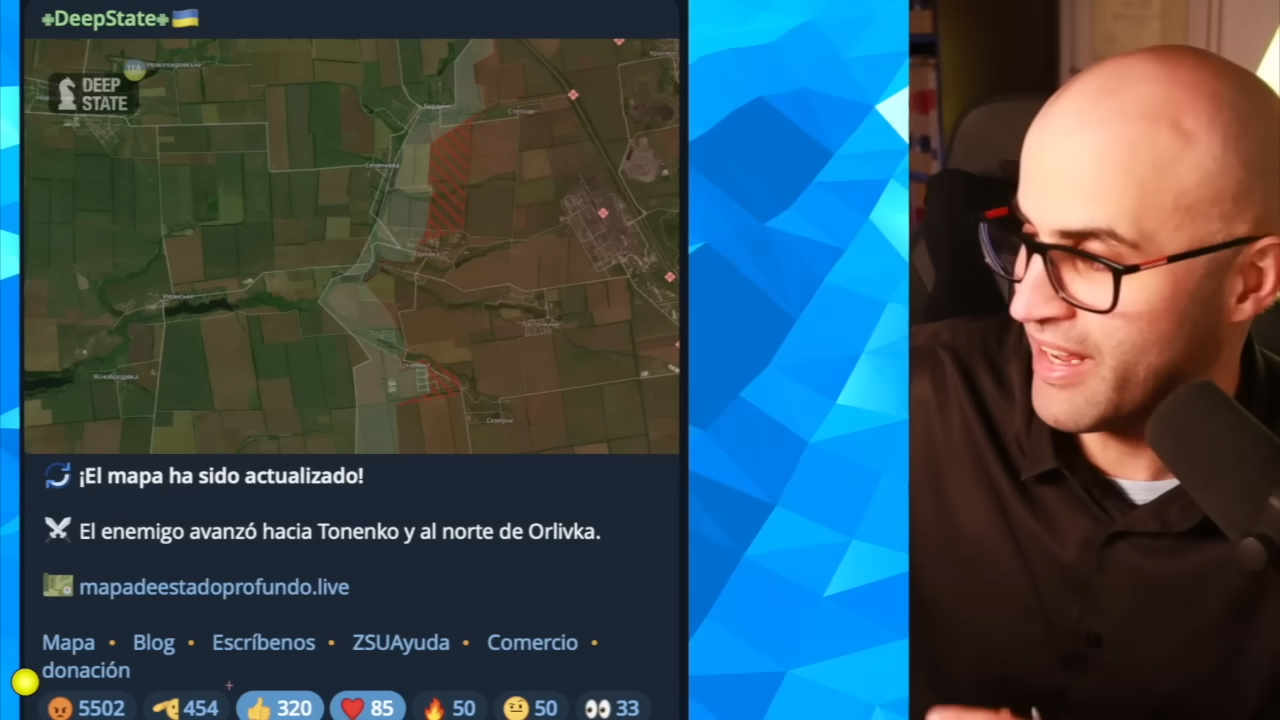 DeepState
DEEP
STATE
¡El mapa ha sido actualizado!
El enemigo avanzó hacia Tonenko y al norte de Orlivka.
mapadeestadoprofundo.live
Mapa • Blog • Escríbenos • ZSUAyuda • Comercio •
donación
5502 454 320 85 50 50 33